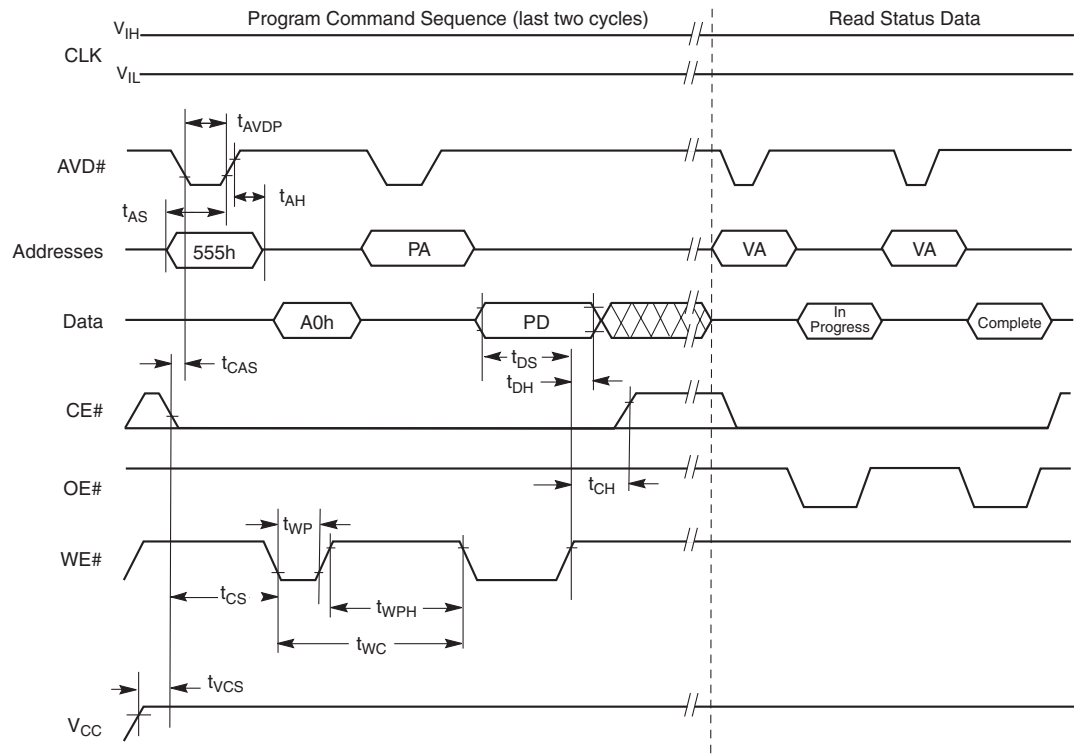 Program Command Sequence (last two cycles)
Read Status Data
VIH
CLK
VIL
tAVDP
AVD#
tAH
tAS
Addresses
555h
PA
VA
VA
Data
A0h
PD
In
Progress
Complete
tCAS
tDS
tDH
CE#
OE#
tCH
tWP
WE#
tCS
tWPH
tWC
tVCS
VCC